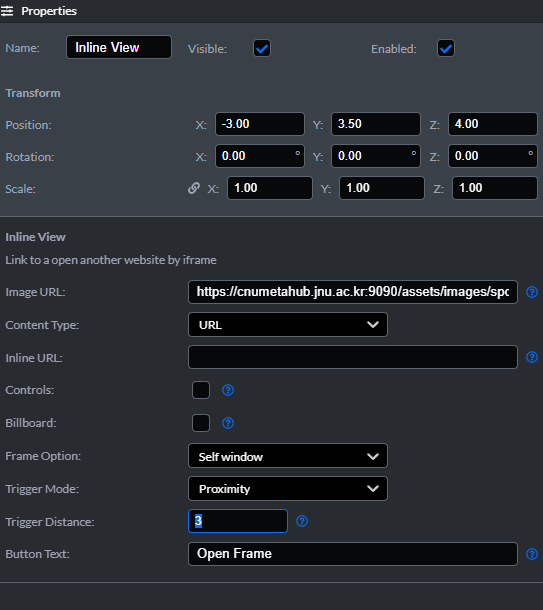 Properties
Name: Inline View Visible: Enabled:
Transform
Position: X: -3.00 Y: 3.50 Z: 4.00
Rotation: X: 0.00 ° Y: 0.00 ° Z: 0.00 °
Scale: X: 1.00 Y: 1.00 Z: 1.00
Inline View
Link to a open another website by iframe
Image URL: https://cnumetahub.jnu.ac.kr:9090/assets/images/spo
Content Type: URL
Inline URL:
Controls:
Billboard:
Frame Option: Self window
Trigger Mode: Proximity
Trigger Distance: 3
Button Text: Open Frame